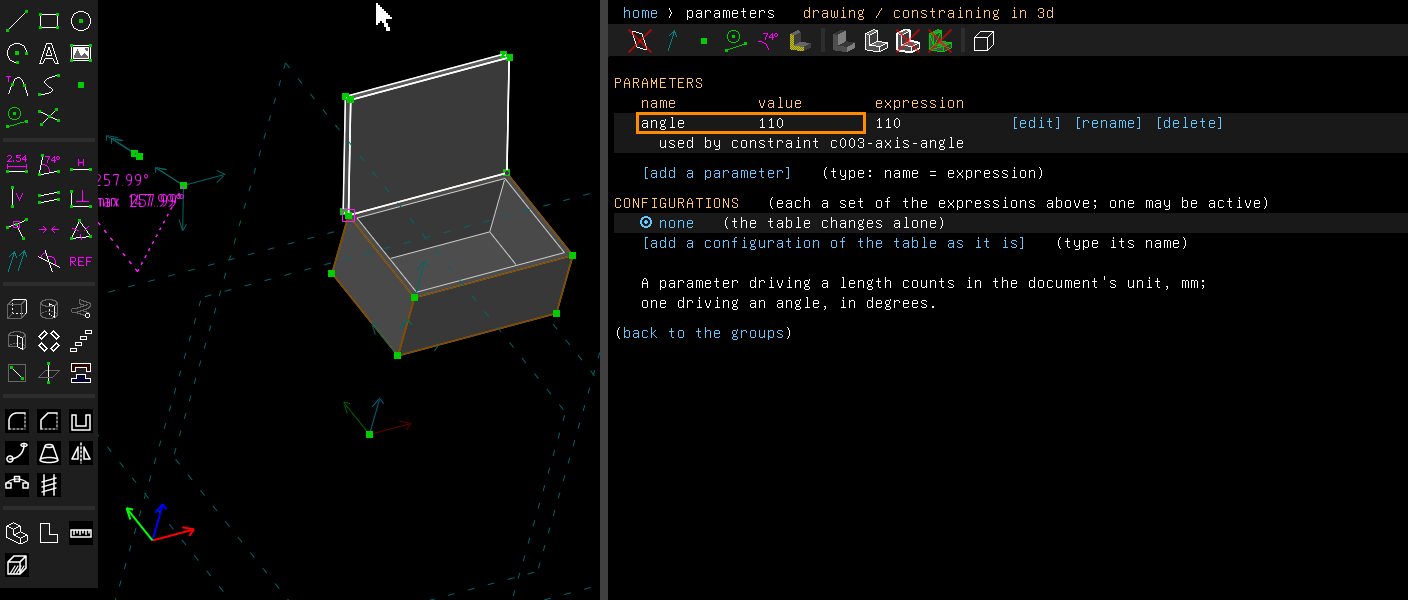 home › parameters drawing / constraining in 3d
74°
PARAMETERS
name value expression
angle 110 110 [edit] [rename] [delete]
used by constraint c003-axis-angle
[add a parameter] (type: name = expression)
CONFIGURATIONS (each a set of the expressions above; one may be active)
none (the table changes alone)
[add a configuration of the table as it is] (type its name)
A parameter driving a length counts in the document's unit, mm;
one driving an angle, in degrees.
(back to the groups)
2.54 74° H
V
REF
257.99°